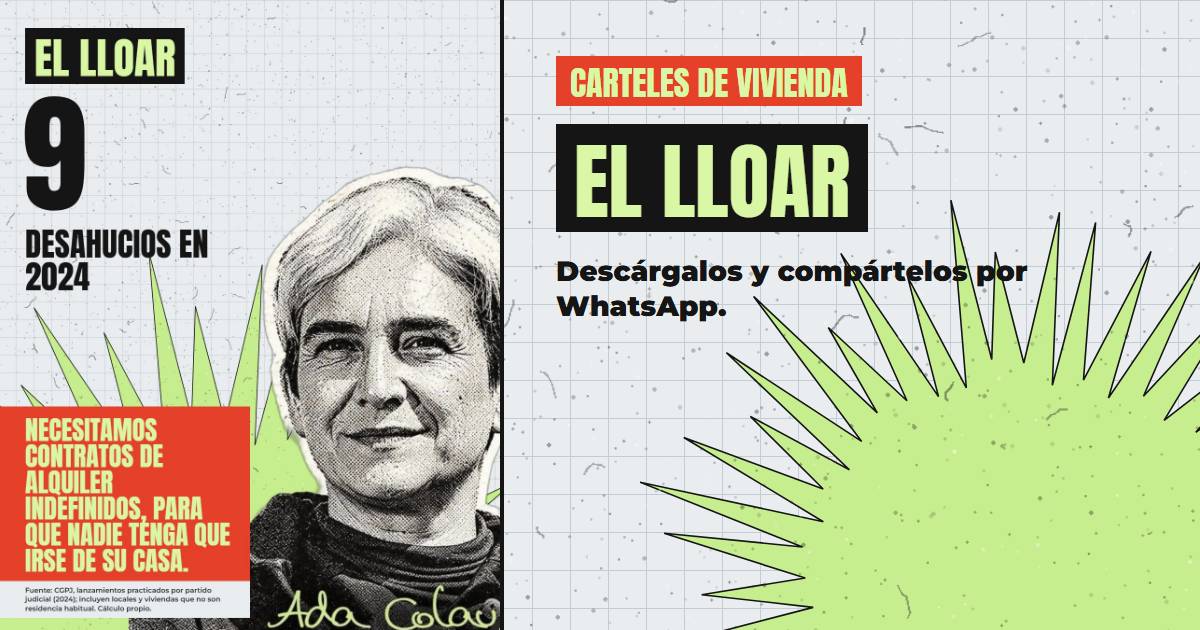 EL LLOAR
9
DESAHUCIOS EN
2024
NECESITAMOS
CONTRATOS DE
ALQUILER
INDEFINIDOS, PARA
QUE NADIE TENGA QUE
IRSE DE SU CASA.
Fuente: CGPJ, lanzamientos practicados por partido
judicial (2024); incluyen locales y viviendas que no son
residencia habitual. Cálculo propio.
Ada Colau
CARTELES DE VIVIENDA
EL LLOAR
Descárgalos y compártelos por
WhatsApp.